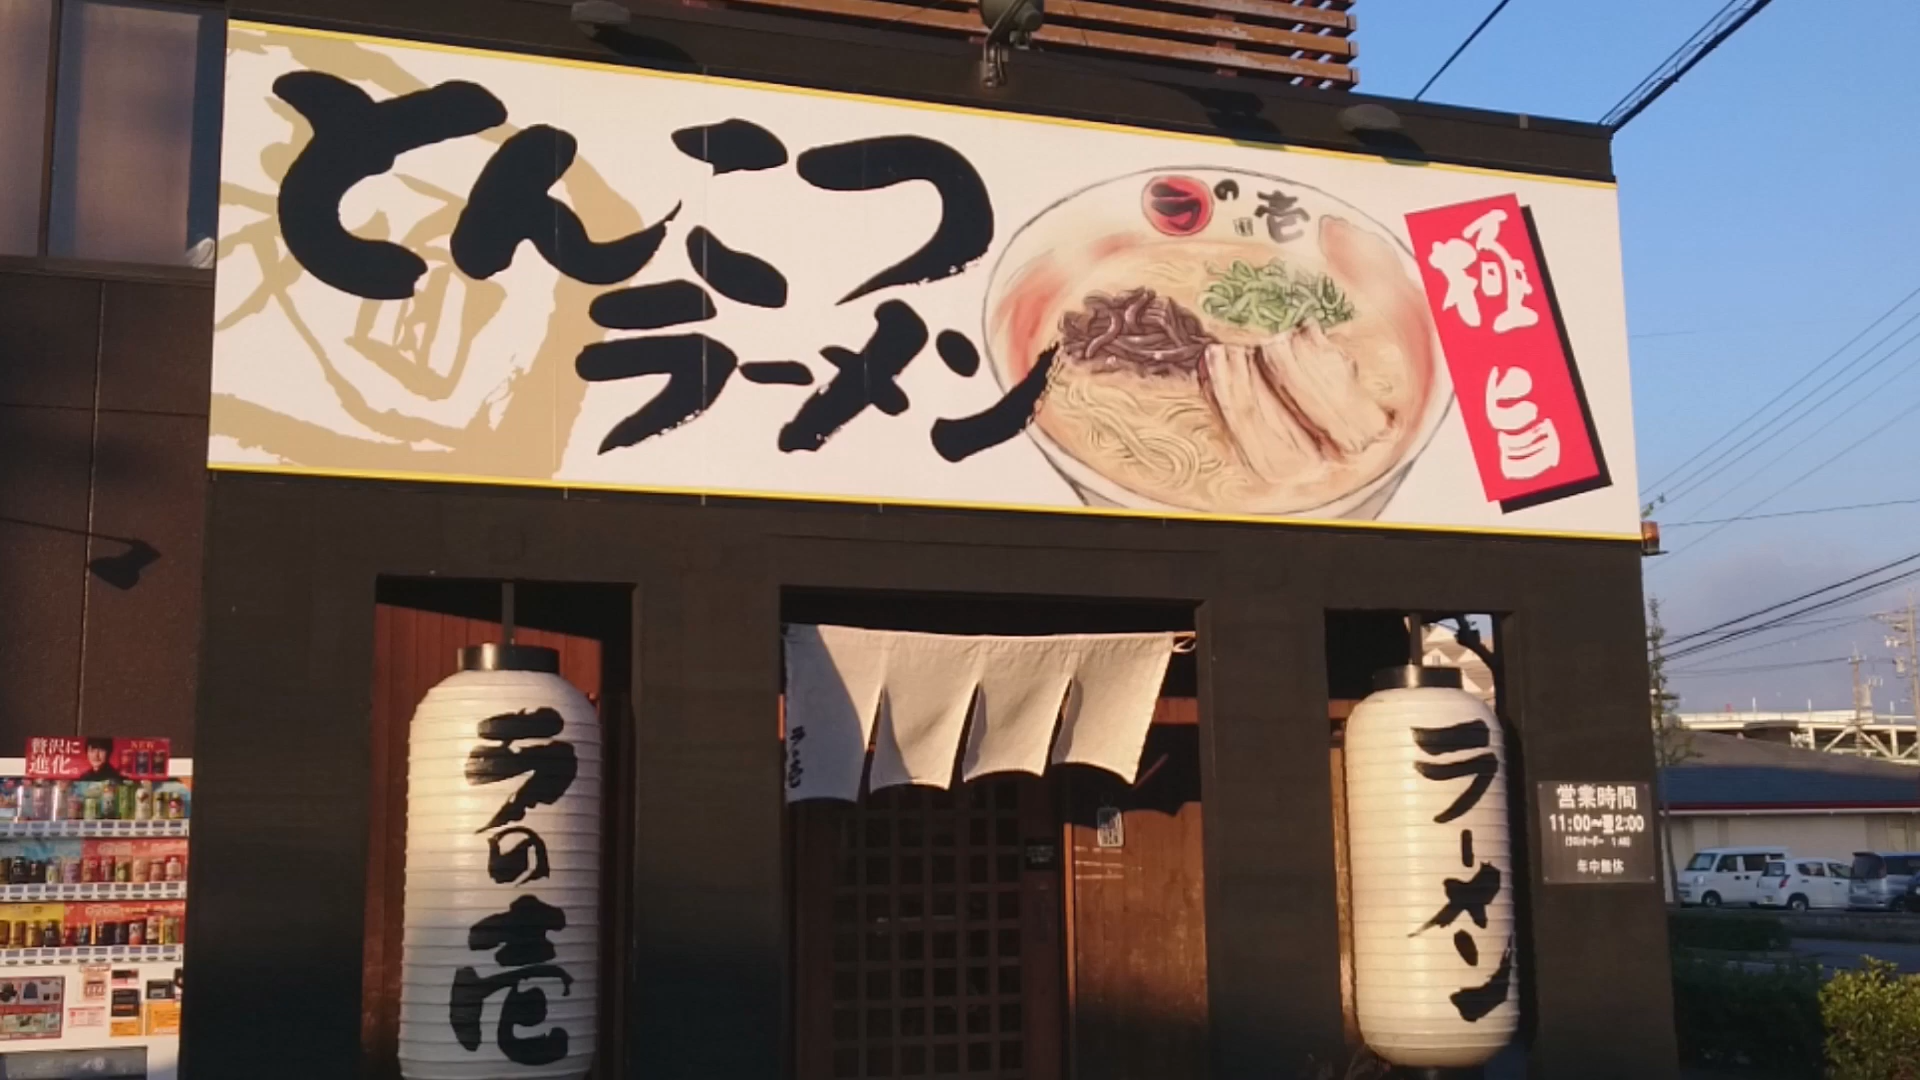 とんこつ
ラーメン
麺
ラの壱
極旨
ラの壱
ラーメン
営業時間
11:00〜翌2:00
年中無休
贅沢に
進化。
NEW